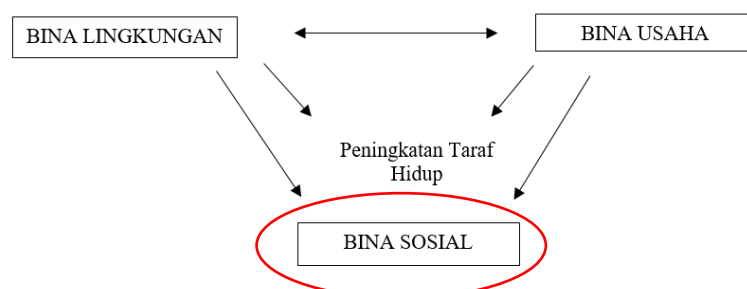 BINA LINGKUNGAN
BINA USAHA
Peningkatan Taraf
Hidup
BINA SOSIAL